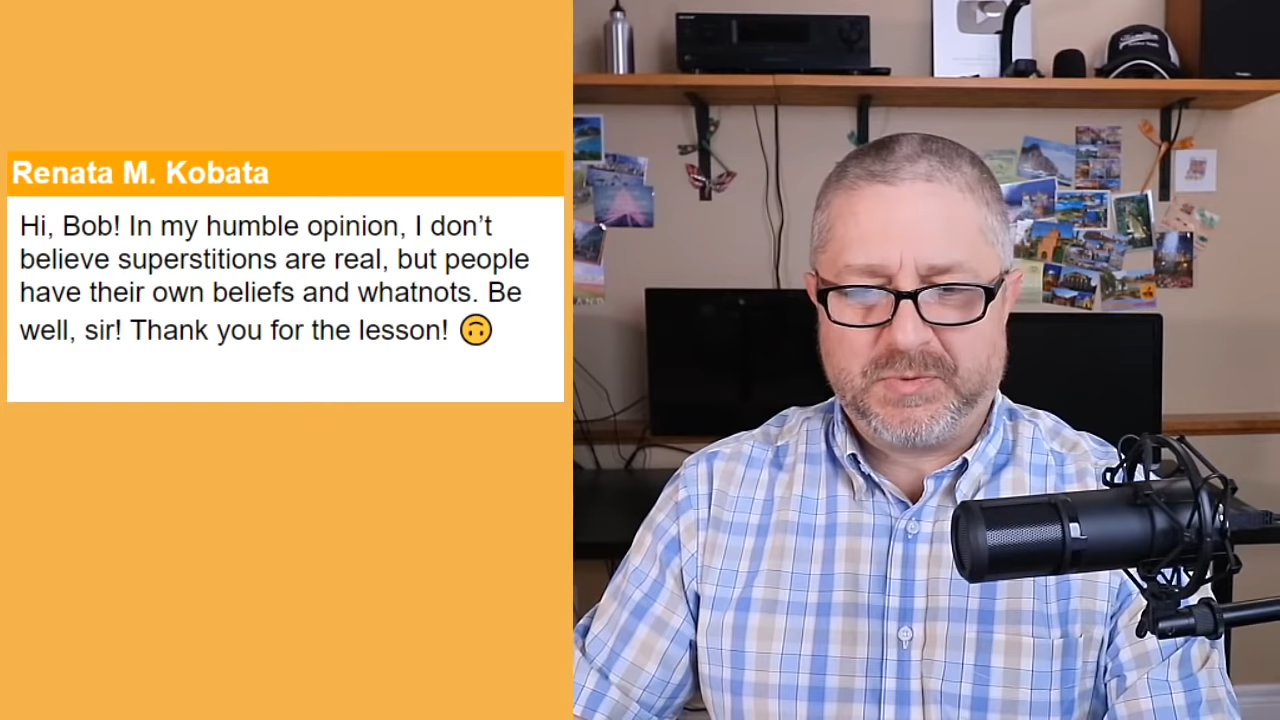 Renata M. Kobata
Hi, Bob! In my humble opinion, I don’t
believe superstitions are real, but people
have their own beliefs and whatnots. Be
well, sir! Thank you for the lesson! 🙃